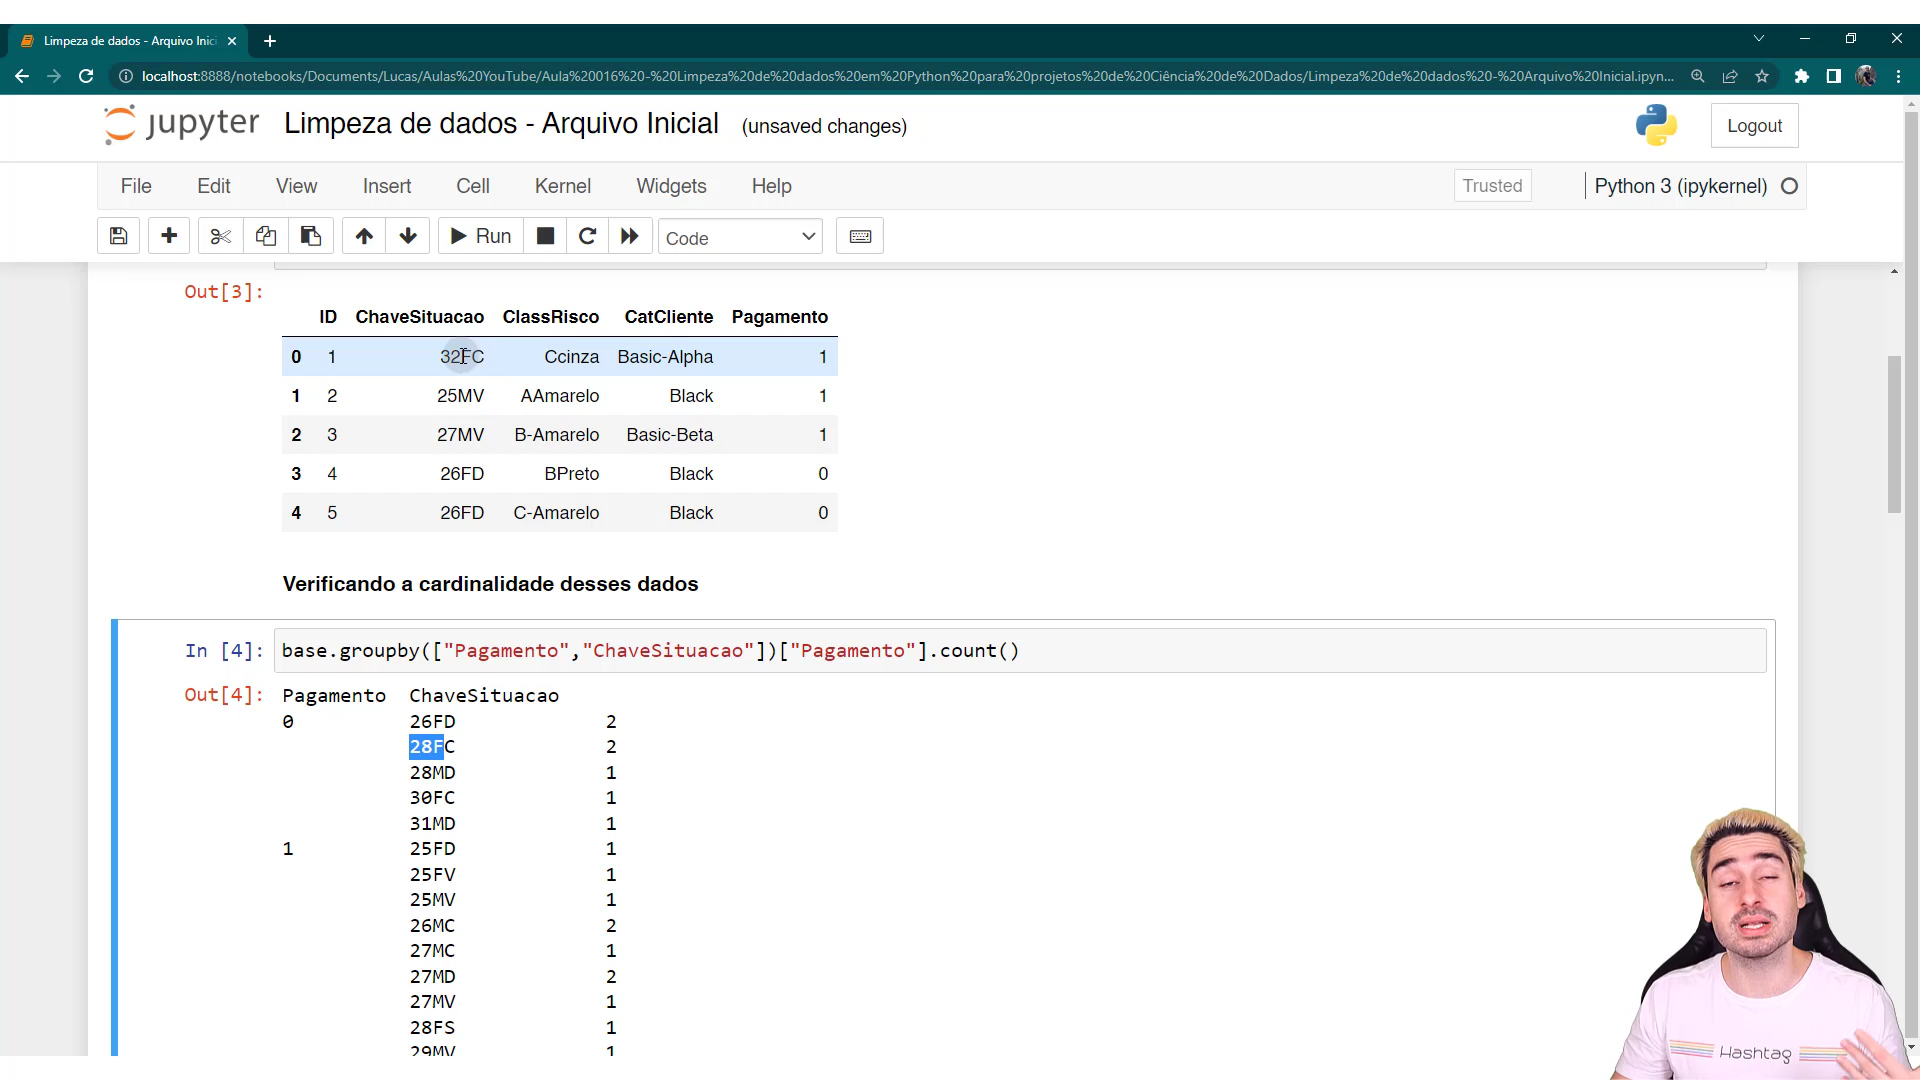 Limpeza de dados - Arquivo Inici
localhost:8888/notebooks/Documents/Lucas/Aulas%20YouTube/Aula%20016%20-%20Limpeza%20de%20dados%20em%20Python%20para%20projetos%20de%20Ciência%20de%20Dados/Limpeza%20de%20dados%20-%20Arquivo%20Inicial.ipyn...
jupyter Limpeza de dados - Arquivo Inicial (unsaved changes) Logout
File Edit View Insert Cell Kernel Widgets Help Trusted Python 3 (ipykernel)
Run Code
Out[3]:
ID ChaveSituacao ClassRisco CatCliente Pagamento
0 1 32FC Ccinza Basic-Alpha 1
1 2 25MV AAmarelo Black 1
2 3 27MV B-Amarelo Basic-Beta 1
3 4 26FD BPreto Black 0
4 5 26FD C-Amarelo Black 0
Verificando a cardinalidade desses dados
In [4]: base.groupby(["Pagamento","ChaveSituacao"])["Pagamento"].count()
Out[4]: Pagamento ChaveSituacao
0 26FD 2
28FC 2
28MD 1
30FC 1
31MD 1
1 25FD 1
25FV 1
25MV 1
26MC 2
27MC 1
27MD 2
27MV 1
28FS 1
29MV 1
Hashtag